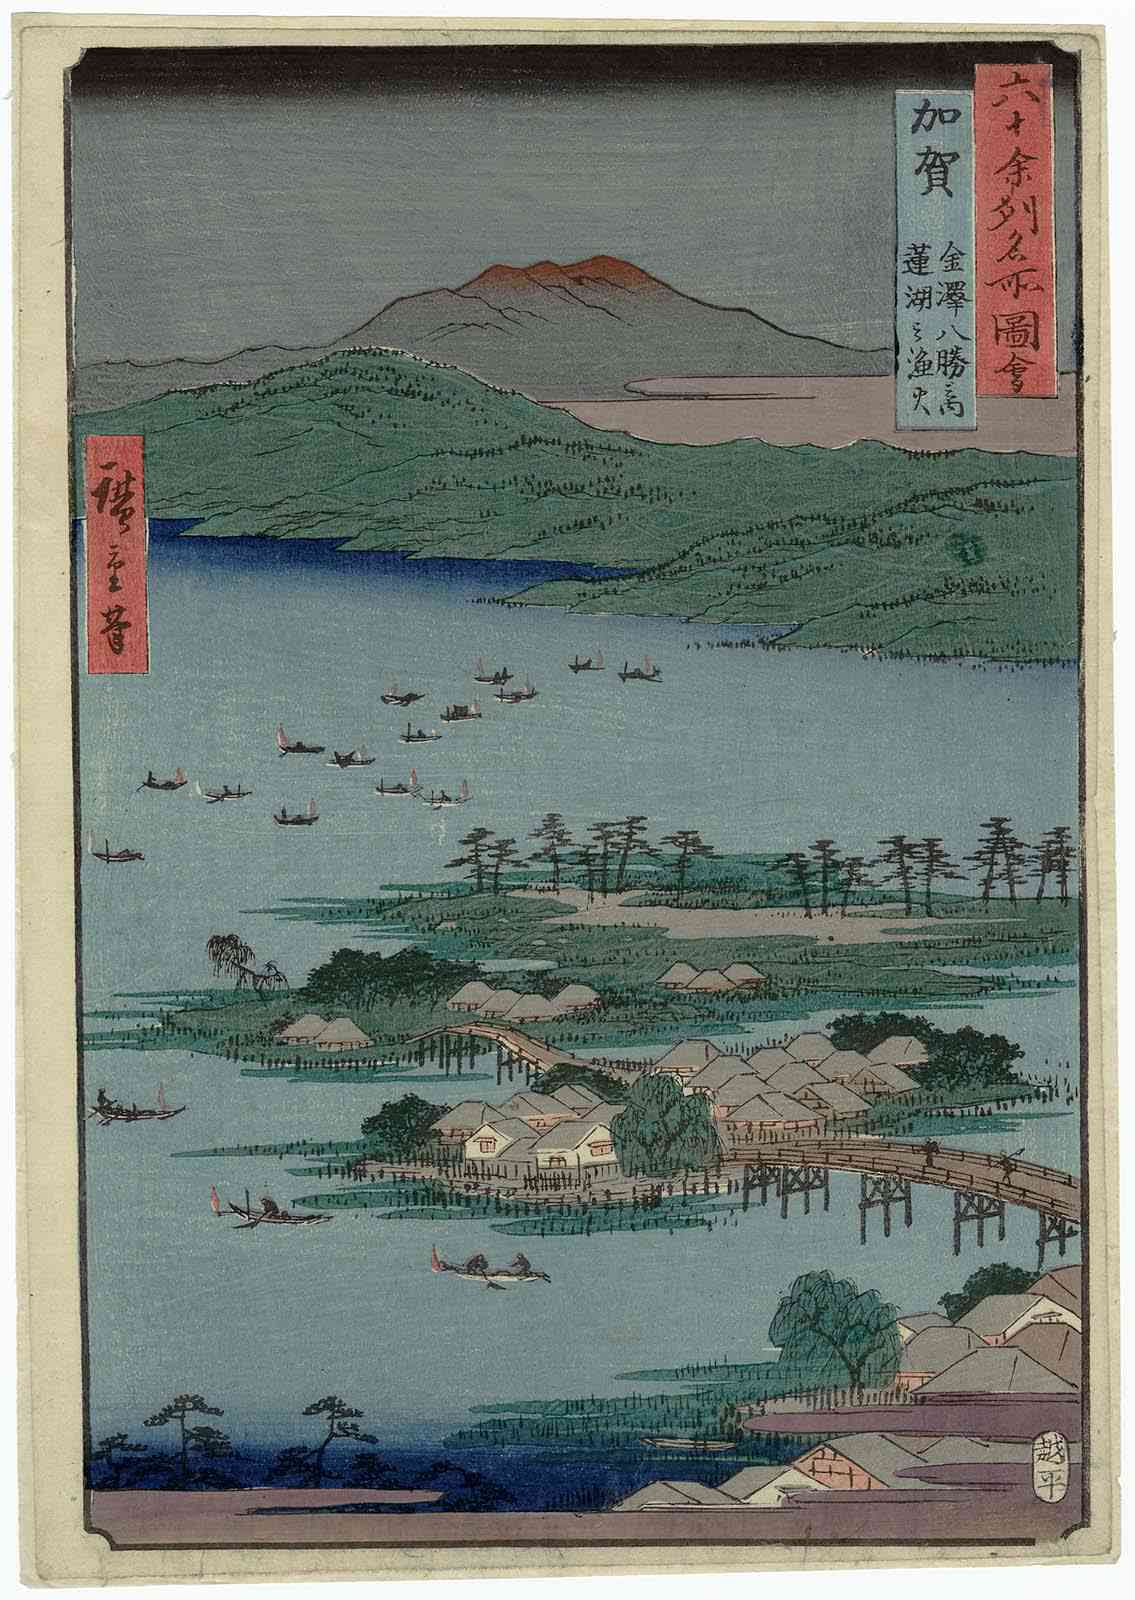 六十余州名所圖會
加賀
金澤八勝之内
蓮湖之漁火
廣重筆
越平